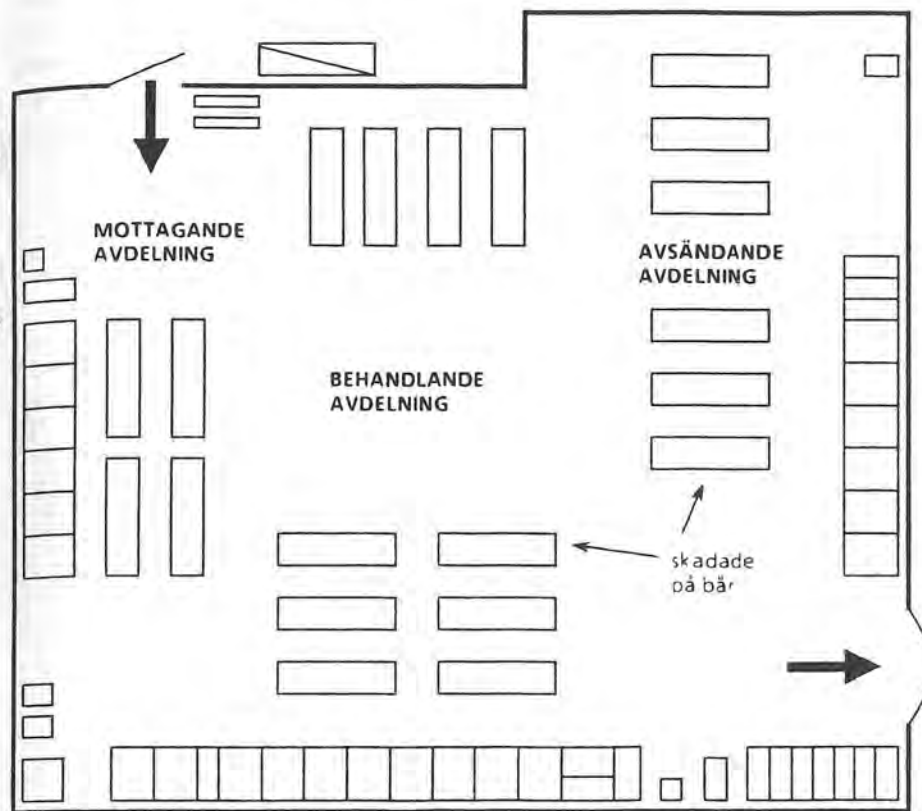 MOTTAGANDE
AVDELNING
AVSÄNDANDE
AVDELNING
BEHANDLANDE
AVDELNING
skadade
på bår